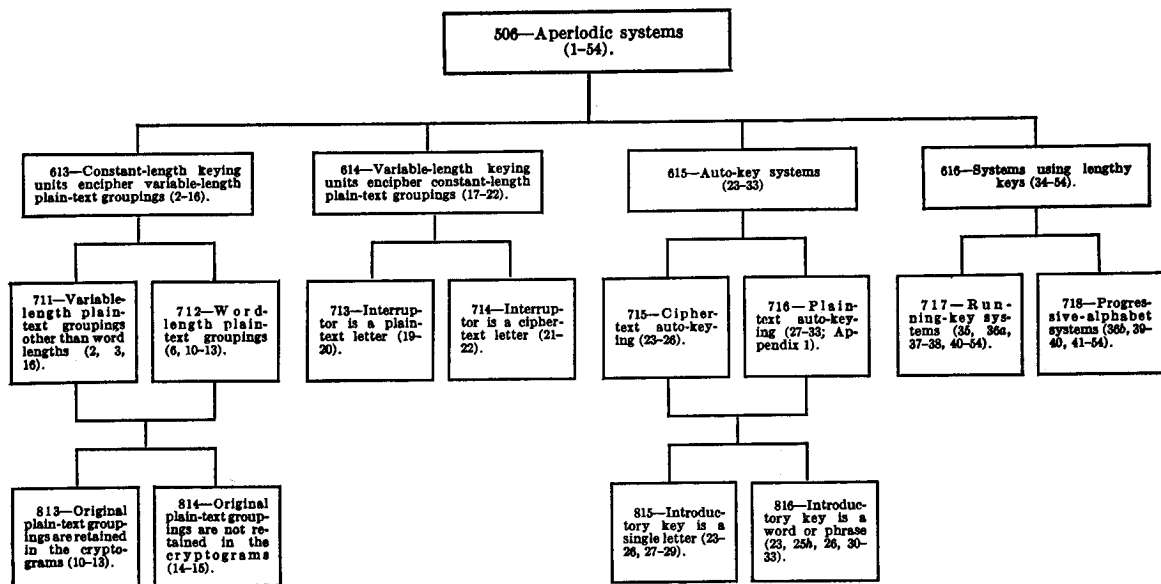 506—Aperiodic systems
(1–54).
613—Constant-length keying
units encipher variable-length
plain-text groupings (2–16).
614—Variable-length keying
units encipher constant-length
plain-text groupings (17–22).
615—Auto-key systems
(23–33)
616—Systems using lengthy
keys (34–54).
711—Variable-
length plain-
text groupings
other than word
lengths (2, 3,
16).
712—Word-
length plain-
text groupings
(6, 10–13).
713—Interrup-
tor is a plain-
text letter (19–
20).
714—Interrup-
tor is a cipher-
text letter (21–
22).
715—Cipher-
text auto-key-
ing (23–26).
716—Plain-
text auto-key-
ing (27–33; Ap-
pendix 1).
717—Run-
ning-key sys-
tems (35, 36a,
37–38, 40–54).
718—Progres-
sive-alphabet
systems (36b, 39–
40, 41–54).
813—Original
plain-text group-
ings are retained
in the crypto-
grams (10–13).
814—Original
plain-text group-
ings are not re-
tained in the
cryptograms
(14–15).
815—Introduc-
tory key is a
single letter (23–
26, 27–29).
816—Introduc-
tory key is a
word or phrase
(23, 25h, 26, 30–
33).